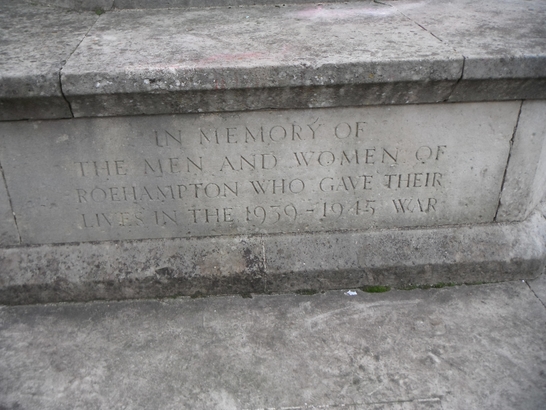 IN MEMORY OF
THE MEN AND WOMEN OF
ROEHAMPTON WHO GAVE THEIR
LIVES IN THE 1939-1945 WAR